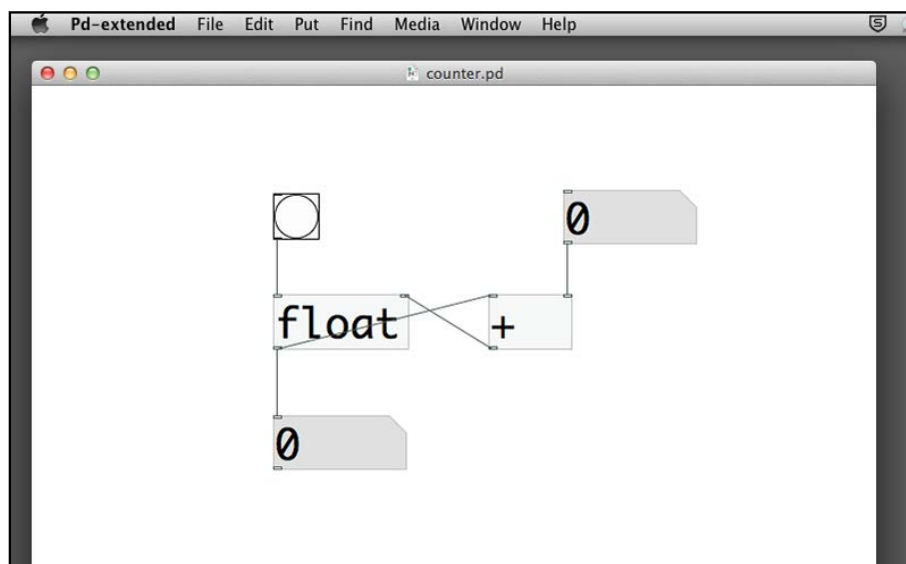 Pd-extended File Edit Put Find Media Window Help
counter.pd
0
float +
0